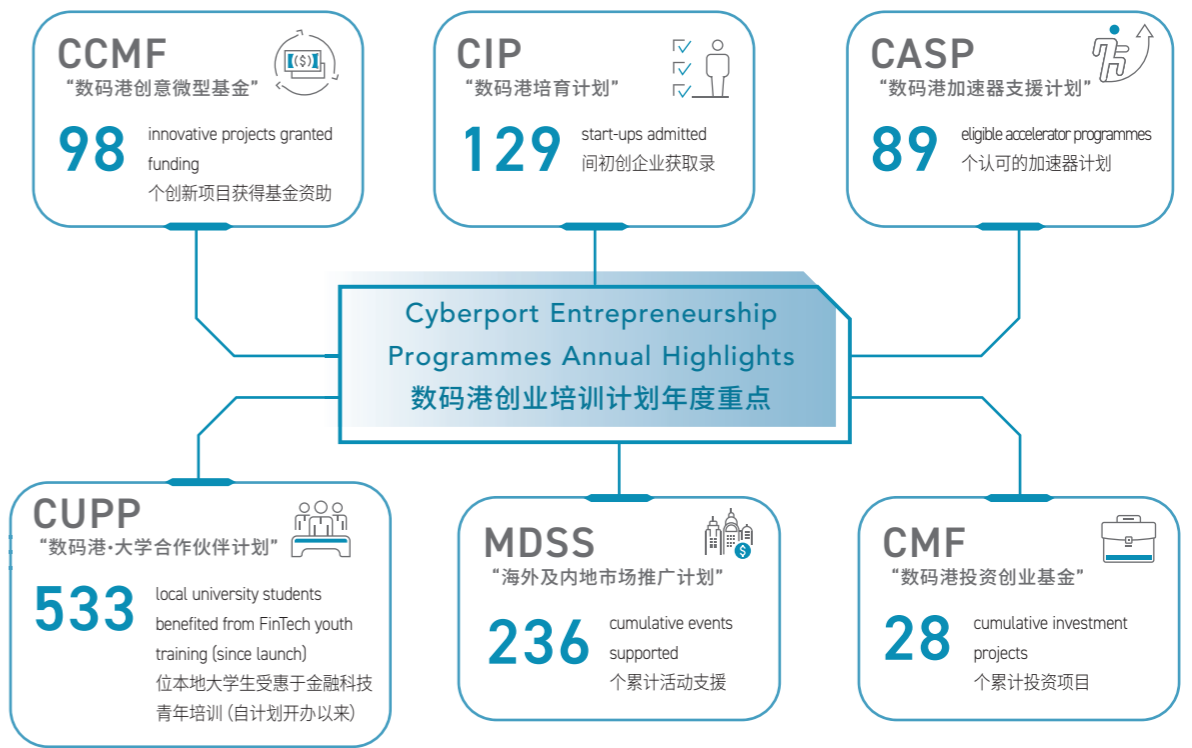 CCMF
“数码港创意微型基金”
($)
98
innovative projects granted
funding
个创新项目获得基金资助
CIP
“数码港培育计划”
129
start-ups admitted
间初创企业获取录
CASP
“数码港加速器支援计划”
89
eligible accelerator programmes
个认可的加速器计划
Cyberport Entrepreneurship
Programmes Annual Highlights
数码港创业培训计划年度重点
CUPP
“数码港·大学合作伙伴计划”
533
local university students
benefited from FinTech youth
training (since launch)
位本地大学生受惠于金融科技
青年培训 (自计划开办以来)
MDSS
“海外及内地市场推广计划”
$
236
cumulative events
supported
个累计活动支援
CMF
“数码港投资创业基金”
28
cumulative investment
projects
个累计投资项目